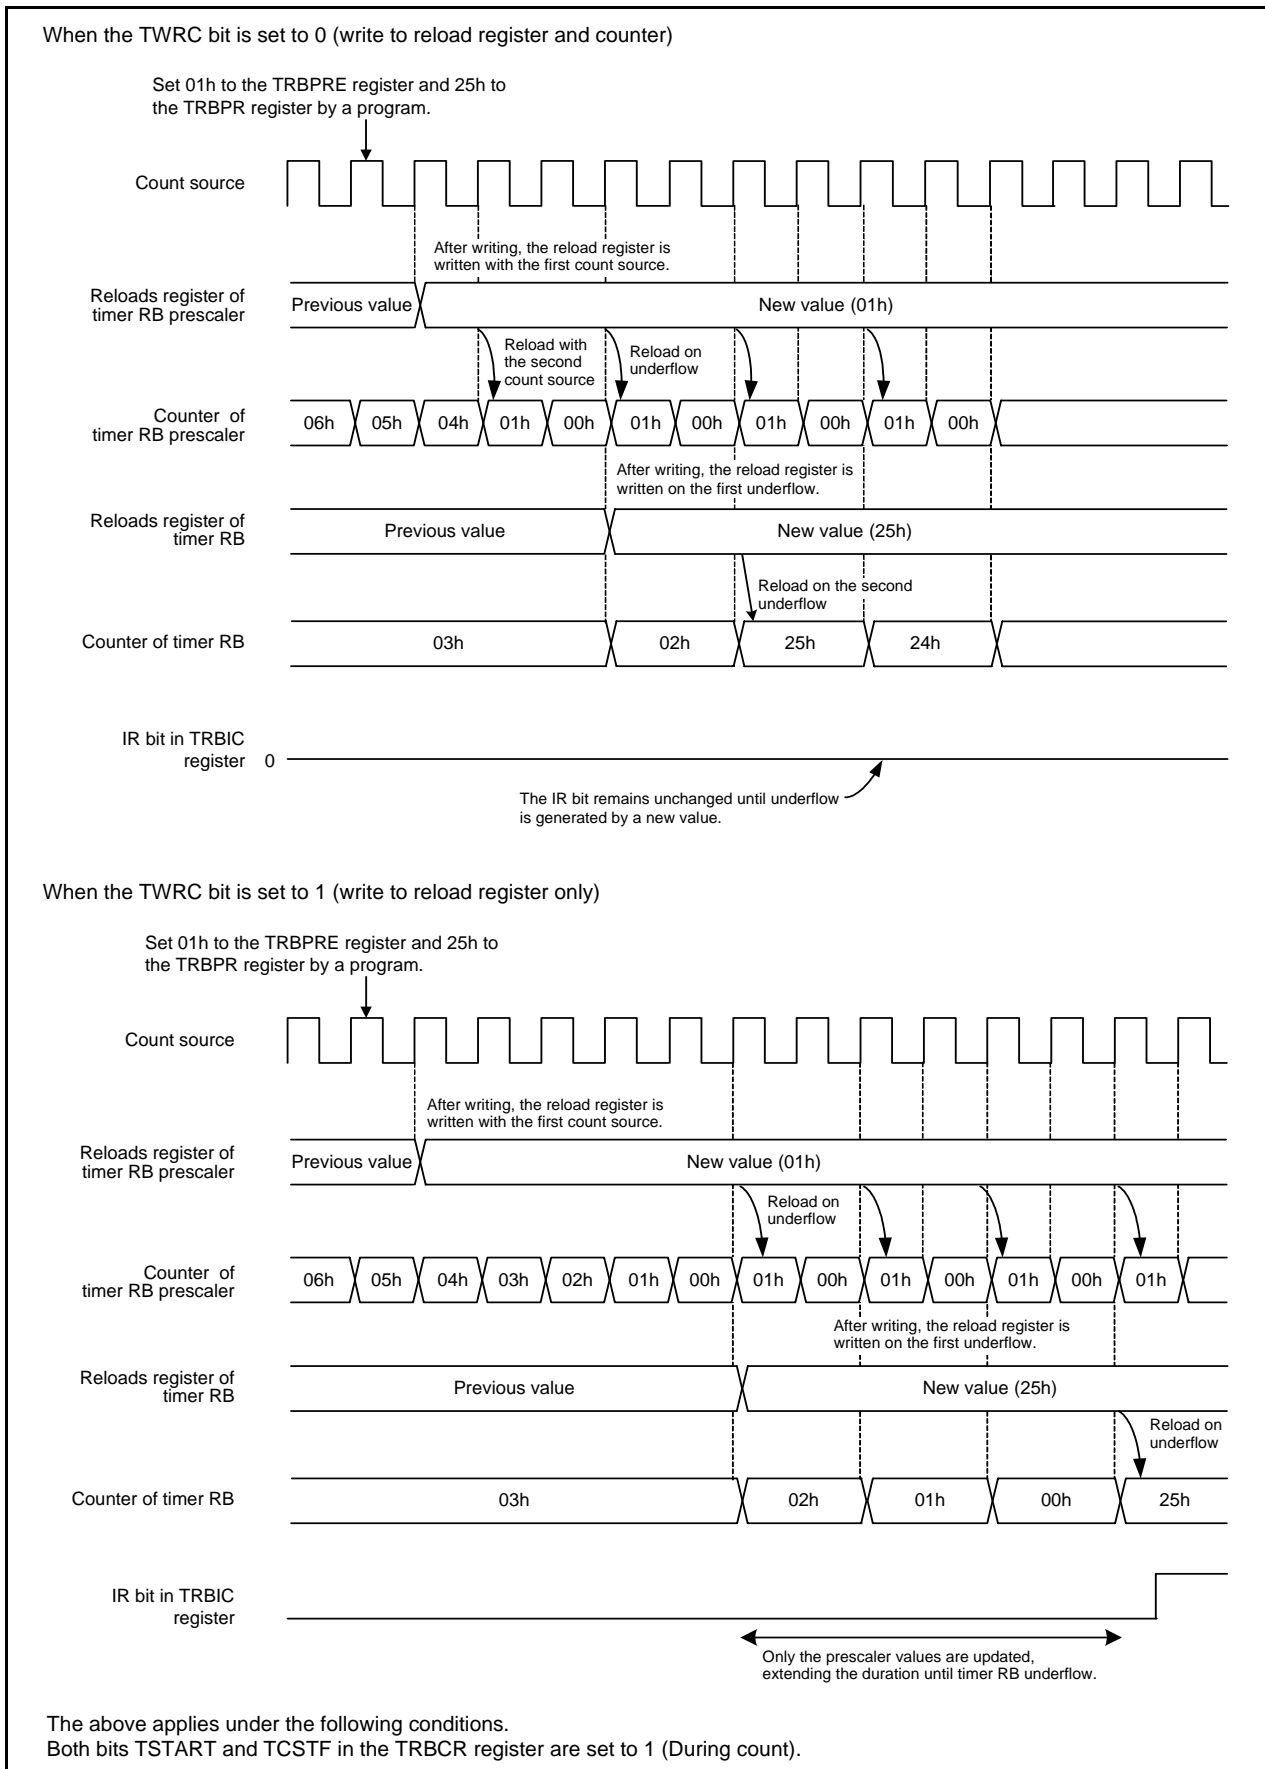 When the TWRC bit is set to 0 (write to reload register and counter)
Set 01h to the TRBPRE register and 25h to
the TRBPR register by a program.
Count source
After writing, the reload register is
written with the first count source.
Reloads register of
timer RB prescaler
Previous value
New value (01h)
Reload with
the second
count source
Reload on
underflow
Counter of
timer RB prescaler
06h 05h 04h 01h 00h 01h 00h 01h 00h 01h 00h
After writing, the reload register is
written on the first underflow.
Reloads register of
timer RB
Previous value
New value (25h)
Reload on the second
underflow
Counter of timer RB
03h 02h 25h 24h
IR bit in TRBIC
register 0
The IR bit remains unchanged until underflow
is generated by a new value.
When the TWRC bit is set to 1 (write to reload register only)
Set 01h to the TRBPRE register and 25h to
the TRBPR register by a program.
Count source
After writing, the reload register is
written with the first count source.
Reloads register of
timer RB prescaler
Previous value
New value (01h)
Reload on
underflow
Counter of
timer RB prescaler
06h 05h 04h 03h 02h 01h 00h 01h 00h 01h 00h 01h 00h 01h
After writing, the reload register is
written on the first underflow.
Reloads register of
timer RB
Previous value
New value (25h)
Reload on
underflow
Counter of timer RB
03h 02h 01h 00h 25h
IR bit in TRBIC
register
Only the prescaler values are updated,
extending the duration until timer RB underflow.
The above applies under the following conditions.
Both bits TSTART and TCSTF in the TRBCR register are set to 1 (During count).